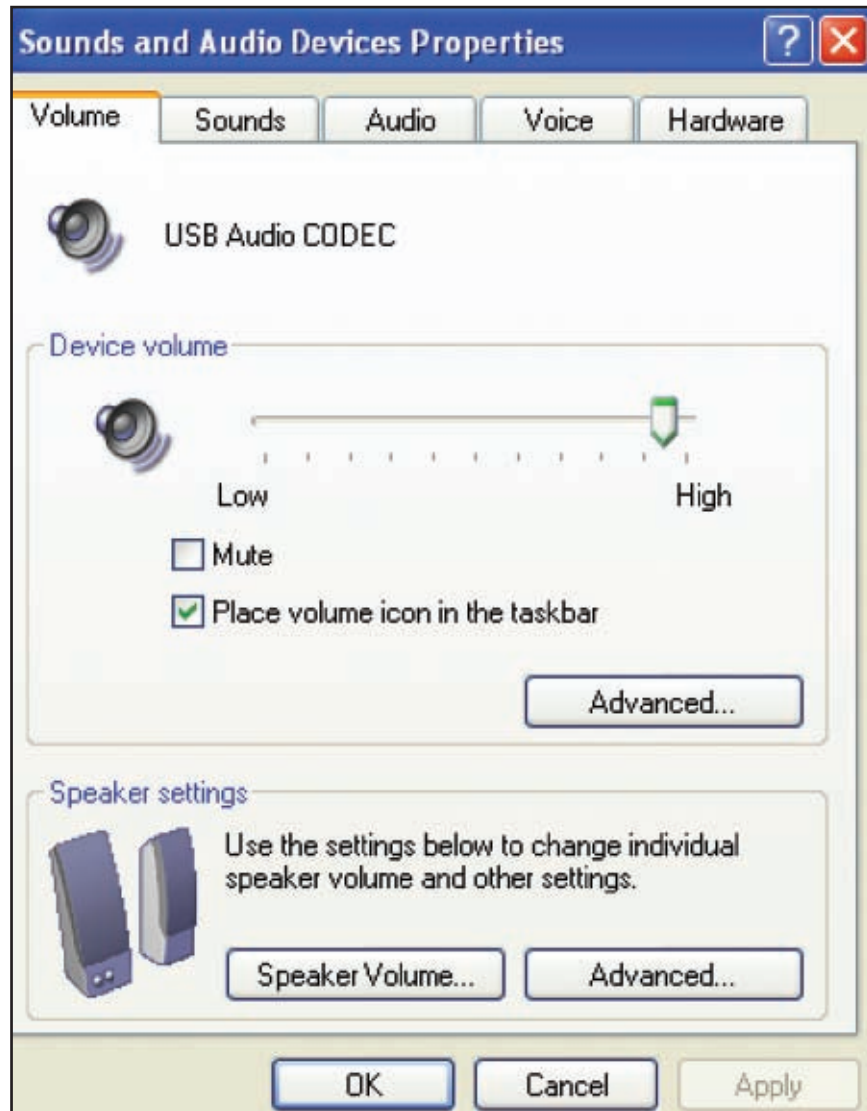 Sounds and Audio Devices Properties
Volume
Sounds
Audio
Voice
Hardware
USB Audio CODEC
Device volume
Low
High
Mute
Place volume icon in the taskbar
Advanced...
Speaker settings
Use the settings below to change individual
speaker volume and other settings.
Speaker Volume...
Advanced...
OK
Cancel
Apply